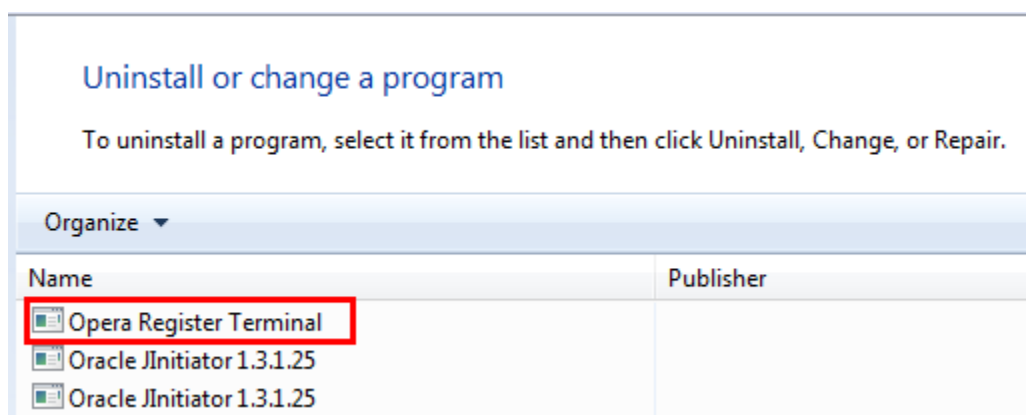 Uninstall or change a program
To uninstall a program, select it from the list and then click Uninstall, Change, or Repair.
Organize
Name Publisher
Opera Register Terminal
Oracle JInitiator 1.3.1.25
Oracle JInitiator 1.3.1.25